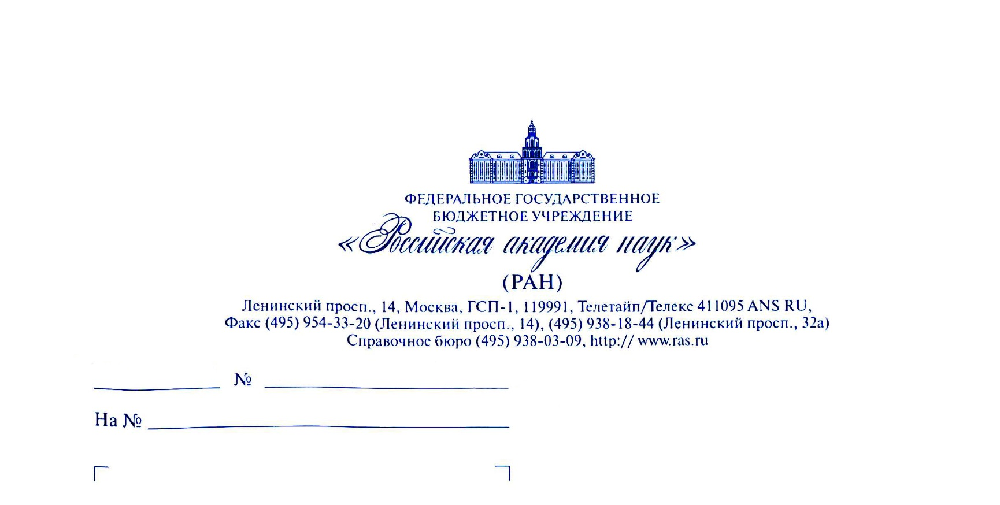 ФЕДЕРАЛЬНОЕ ГОСУДАРСТВЕННОЕ
БЮДЖЕТНОЕ УЧРЕЖДЕНИЕ
«Российская академия наук»
(РАН)
Ленинский просп., 14, Москва, ГСП-1, 119991, Телетайп/Телекс 411095 ANS RU,
Факс (495) 954-33-20 (Ленинский просп., 14), (495) 938-18-44 (Ленинский просп., 32а)
Справочное бюро (495) 938-03-09, http:// www.ras.ru
№
На №